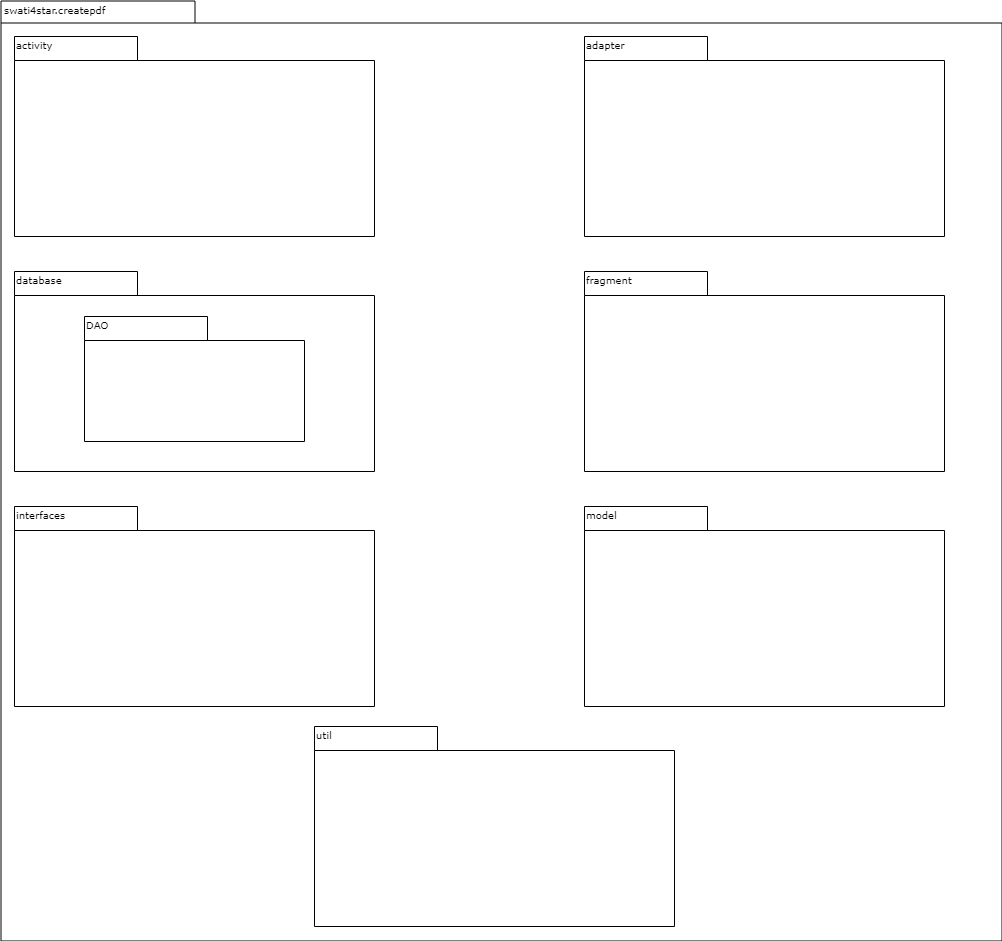 swati4star.createpdf
activity
adapter
database
fragment
DAO
interfaces
model
util